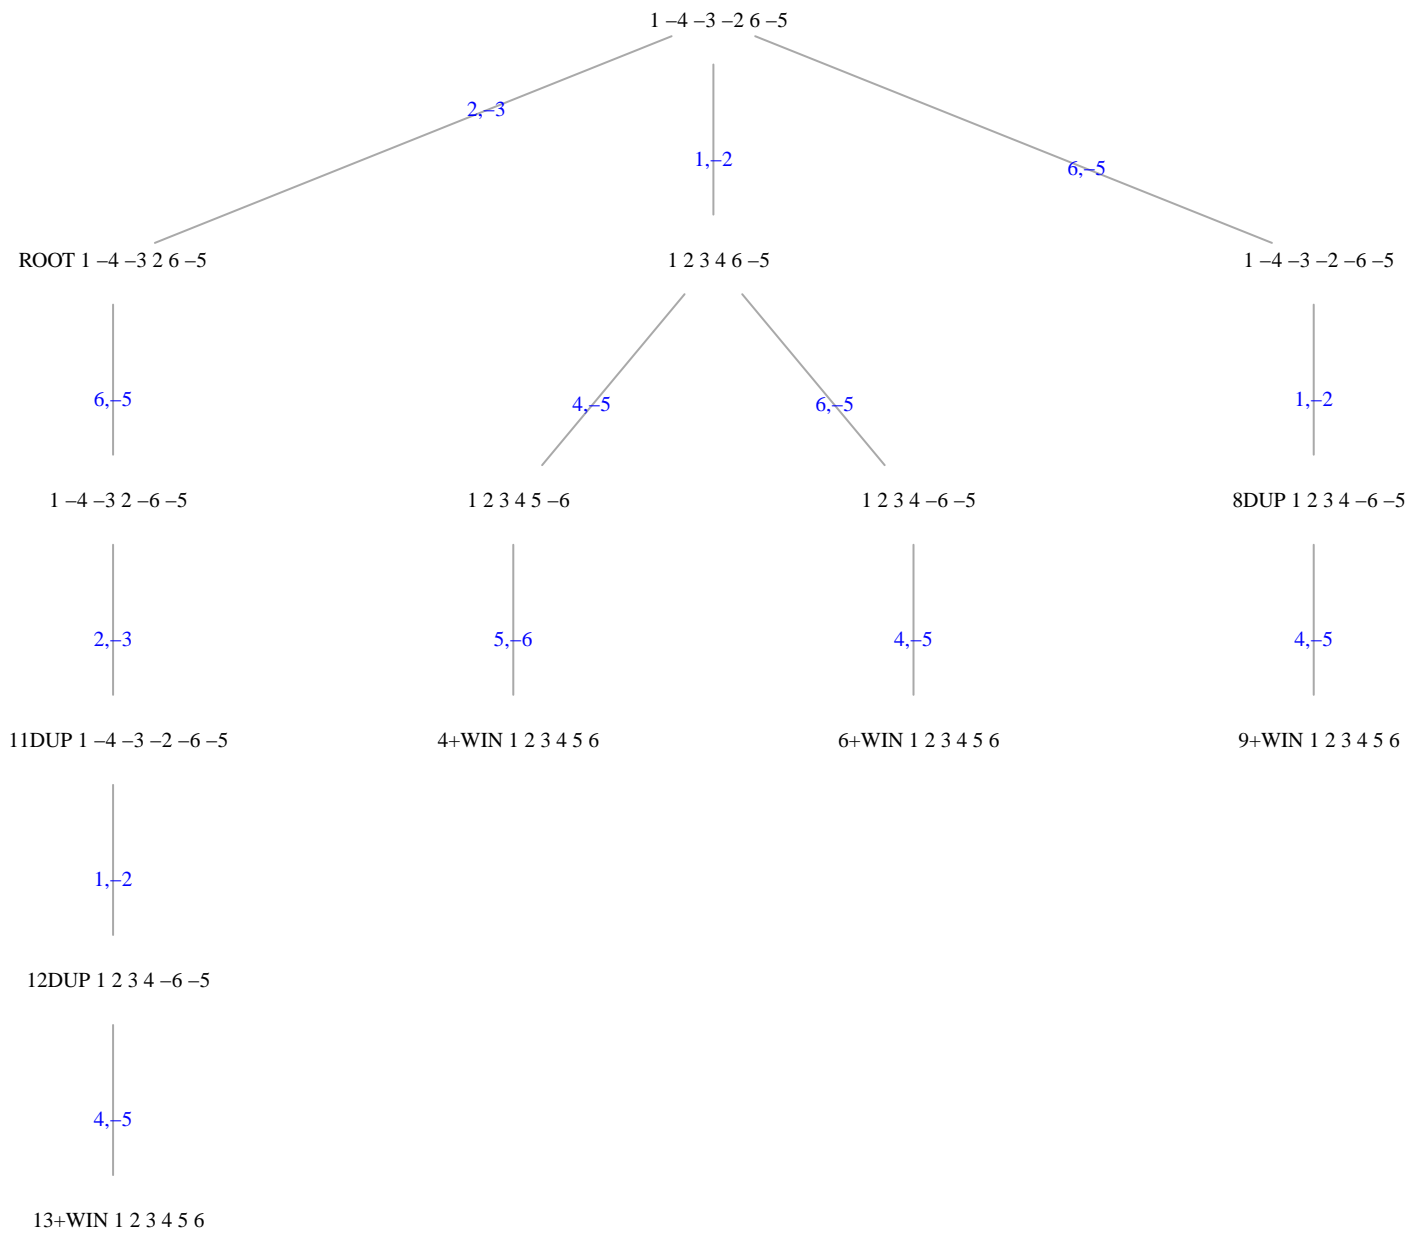 1 –4 –3 –2 6 –5
2,–3
1,–2
6,–5
ROOT 1 –4 –3 2 6 –5
1 2 3 4 6 –5
1 –4 –3 –2 –6 –5
6,–5
4,–5
6,–5
1,–2
1 –4 –3 2 –6 –5
1 2 3 4 5 –6
1 2 3 4 –6 –5
8DUP 1 2 3 4 –6 –5
2,–3
5,–6
4,–5
4,–5
11DUP 1 –4 –3 –2 –6 –5
4+WIN 1 2 3 4 5 6
6+WIN 1 2 3 4 5 6
9+WIN 1 2 3 4 5 6
1,–2
12DUP 1 2 3 4 –6 –5
4,–5
13+WIN 1 2 3 4 5 6